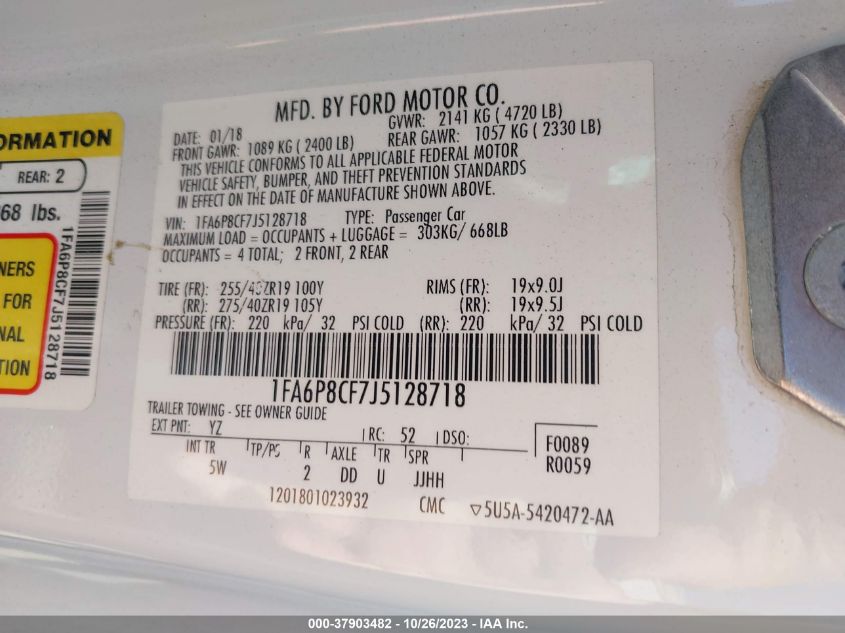 ORMATION
REAR: 2
68 lbs.
NERS
FOR
NAL
TION
1FA6P8CF7J5128718
MFD. BY FORD MOTOR CO.
DATE: 01/18 GVWR: 2141 KG ( 4720 LB)
FRONT GAWR: 1089 KG ( 2400 LB) REAR GAWR: 1057 KG ( 2330 LB)
THIS VEHICLE CONFORMS TO ALL APPLICABLE FEDERAL MOTOR
VEHICLE SAFETY, BUMPER, AND THEFT PREVENTION STANDARDS
IN EFFECT ON THE DATE OF MANUFACTURE SHOWN ABOVE.
VIN: 1FA6P8CF7J5128718 TYPE: Passenger Car
MAXIMUM LOAD = OCCUPANTS + LUGGAGE = 303KG/ 668LB
OCCUPANTS = 4 TOTAL; 2 FRONT, 2 REAR
TIRE (FR): 255/40ZR19 100Y RIMS (FR): 19x9.0J
(RR): 275/40ZR19 105Y (RR): 19x9.5J
PRESSURE (FR): 220 kPa/ 32 PSI COLD (RR): 220 kPa/ 32 PSI COLD
1FA6P8CF7J5128718
TRAILER TOWING - SEE OWNER GUIDE
EXT PNT: YZ RC: 52 DSO:
INT TR TP/PS R AXLE TR SPR
5W 2 DD U JJHH
F0089
R0059
1201801023932 CMC ▽5U5A-5420472-AA
000-37903482 - 10/26/2023 - IAA Inc.